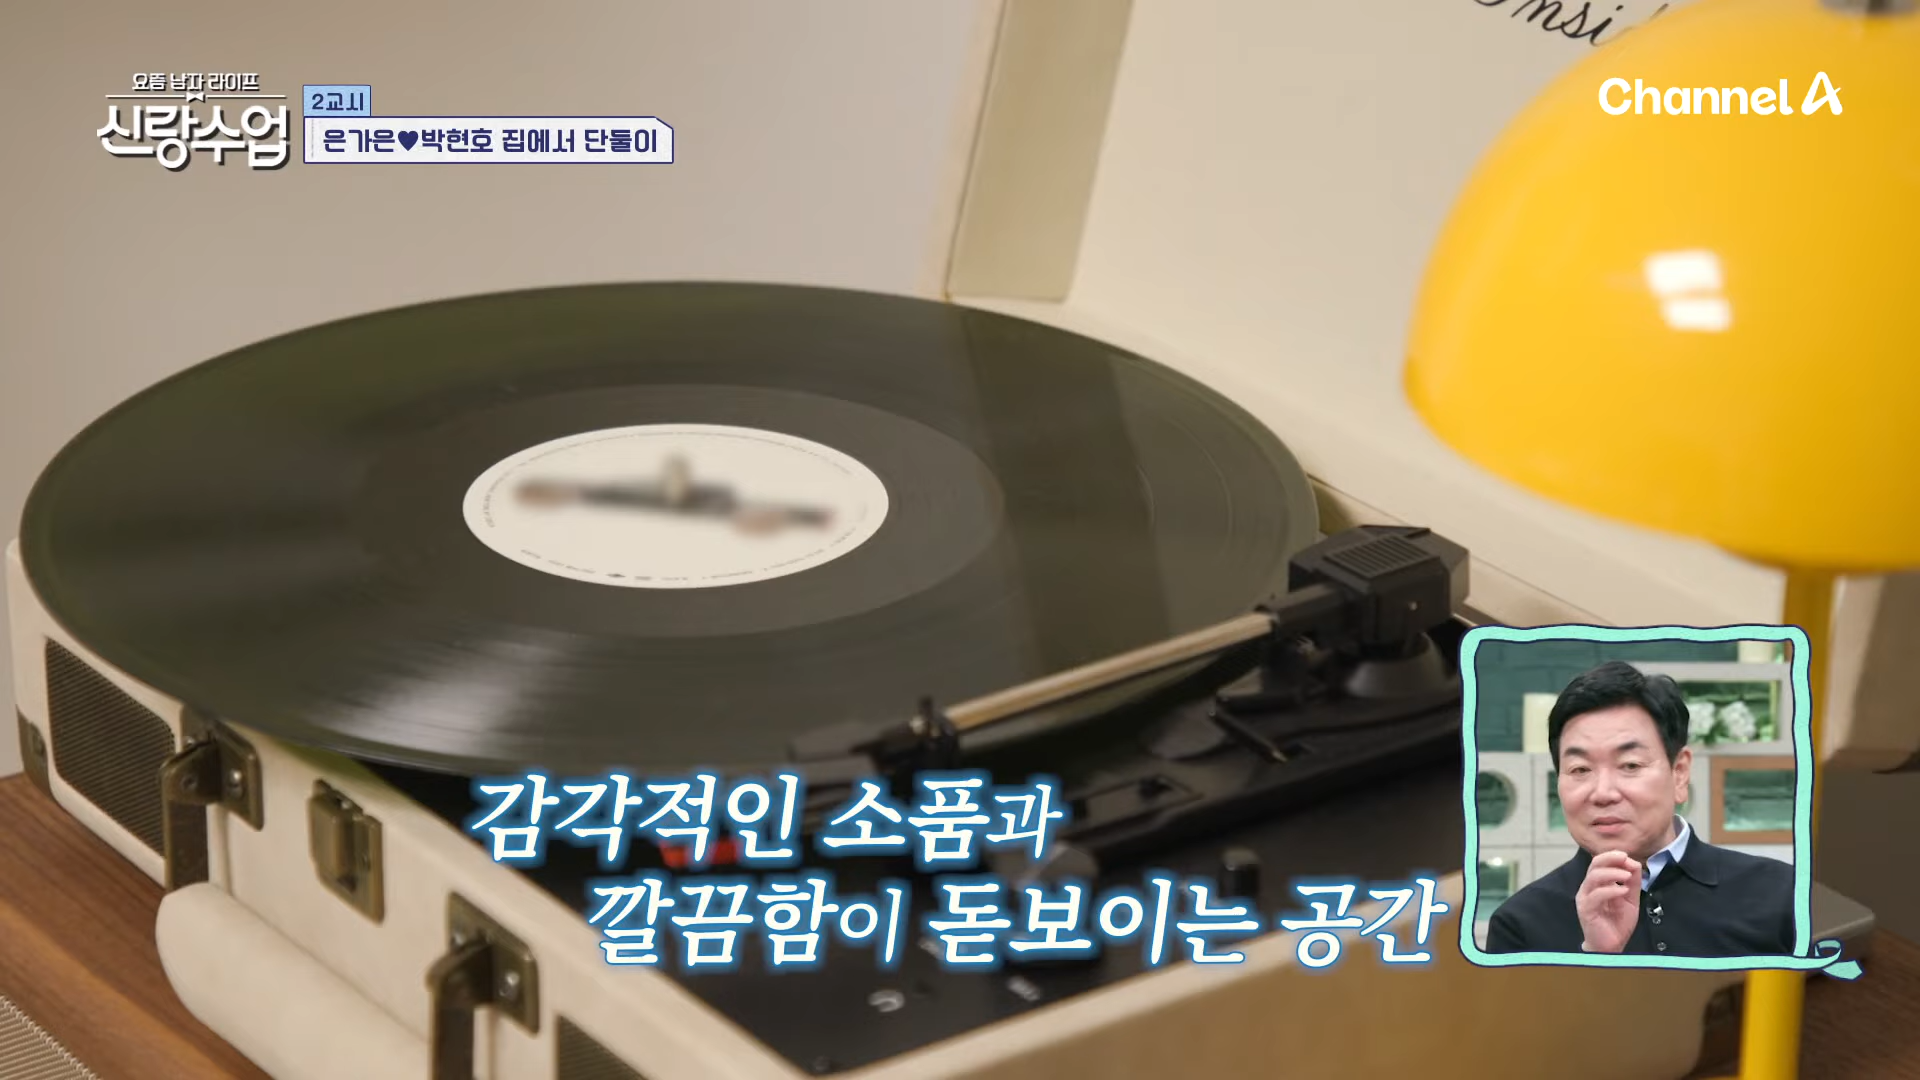 요즘 남자 라이프
신랑수업
2교시
은가은♥박현호 집에서 단둘이
Channel A
감각적인 소품과
깔끔함이 돋보이는 공간